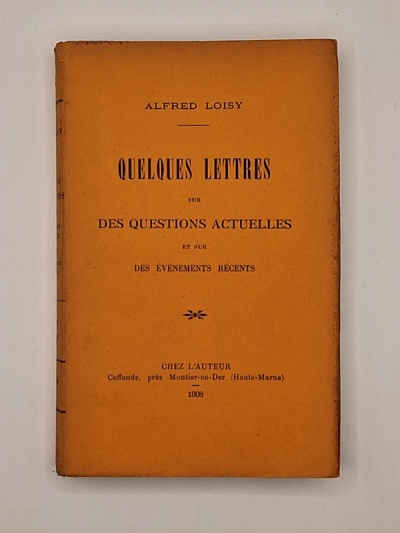 ALFRED LOISY
QUELQUES LETTRES
SUR
DES QUESTIONS ACTUELLES
ET SUR
DES ÉVÉNEMENTS RÉCENTS
CHEZ L'AUTEUR
Ceffonds, près Montier-en-Der (Haute-Marne)
1908